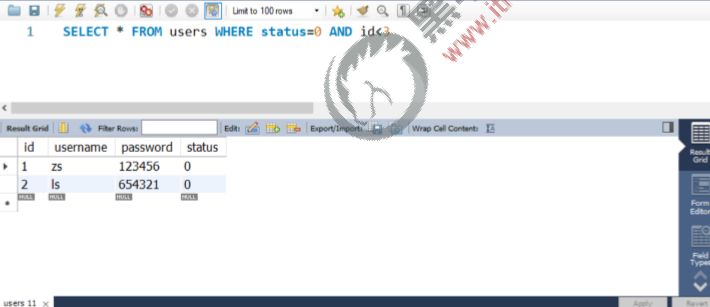 Limit to 100 rows
1 SELECT * FROM users WHERE status=0 AND id<3
Result Grid Filter Rows: Edit: Export/Import: Wrap Cell Content:
id username password status
1 zs 123456 0
2 ls 654321 0
NULL NULL NULL NULL
Result Grid
Form Editor
Field Types
users 11 × Apply Revert